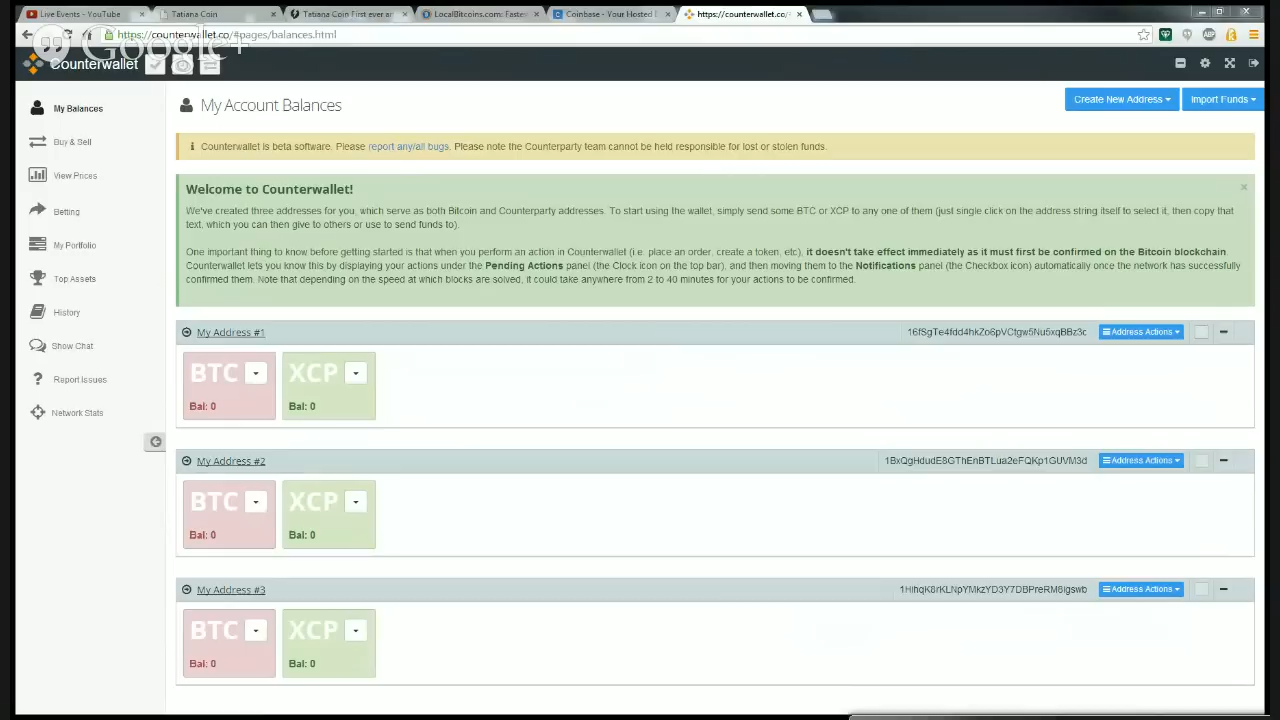 Live Events - YouTube
Tatiana Coin
Tatiana Coin First ever ar
LocalBitcoins.com: Fastes
Coinbase - Your Hosted B
https://counterwallet.co/#
https://counterwallet.co/#pages/balances.html
Google+
Counterwallet
My Balances
Buy & Sell
View Prices
Betting
My Portfolio
Top Assets
History
Show Chat
Report Issues
Network Stats
My Account Balances
Create New Address
Import Funds
Counterwallet is beta software. Please report any/all bugs. Please note the Counterparty team cannot be held responsible for lost or stolen funds.
Welcome to Counterwallet!
We've created three addresses for you, which serve as both Bitcoin and Counterparty addresses. To start using the wallet, simply send some BTC or XCP to any one of them (just single click on the address string itself to select it, then copy that
text, which you can then give to others or use to send funds to).
One important thing to know before getting started is that when you perform an action in Counterwallet (i.e. place an order, create a token, etc), it doesn't take effect immediately as it must first be confirmed on the Bitcoin blockchain.
Counterwallet lets you know this by displaying your actions under the Pending Actions panel (the Clock icon on the top bar), and then moving them to the Notifications panel (the Checkbox icon) automatically once the network has successfully
confirmed them. Note that depending on the speed at which blocks are solved, it could take anywhere from 2 to 40 minutes for your actions to be confirmed.
My Address #1
16fSgTe4fdd4hkZo6pVCtgw5Nu5xqBBz3c
Address Actions
BTC
XCP
Bal: 0
Bal: 0
My Address #2
1BxQgHdudE8GThEnBTLua2eFQKp1GUVM3d
Address Actions
BTC
XCP
Bal: 0
Bal: 0
My Address #3
Address Actions
BTC
XCP
Bal: 0
Bal: 0